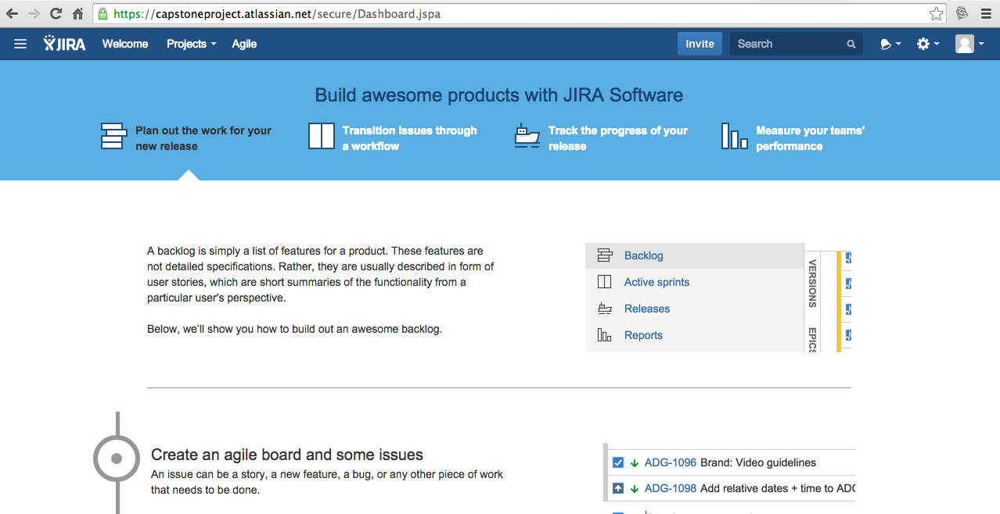 https://capstoneproject.atlassian.net/secure/Dashboard.jspa
JIRA Welcome Projects Agile Invite Search
Build awesome products with JIRA Software
Plan out the work for your
new release
Transition issues through
a workflow
Track the progress of your
release
Measure your teams'
performance
A backlog is simply a list of features for a product. These features are
not detailed specifications. Rather, they are usually described in form of
user stories, which are short summaries of the functionality from a
particular user's perspective.
Below, we'll show you how to build out an awesome backlog.
Backlog
Active sprints
Releases
Reports
VERSIONS
EPICS
Create an agile board and some issues
An issue can be a story, a new feature, a bug, or any other piece of work
that needs to be done.
ADG-1096 Brand: Video guidelines
ADG-1098 Add relative dates + time to ADG